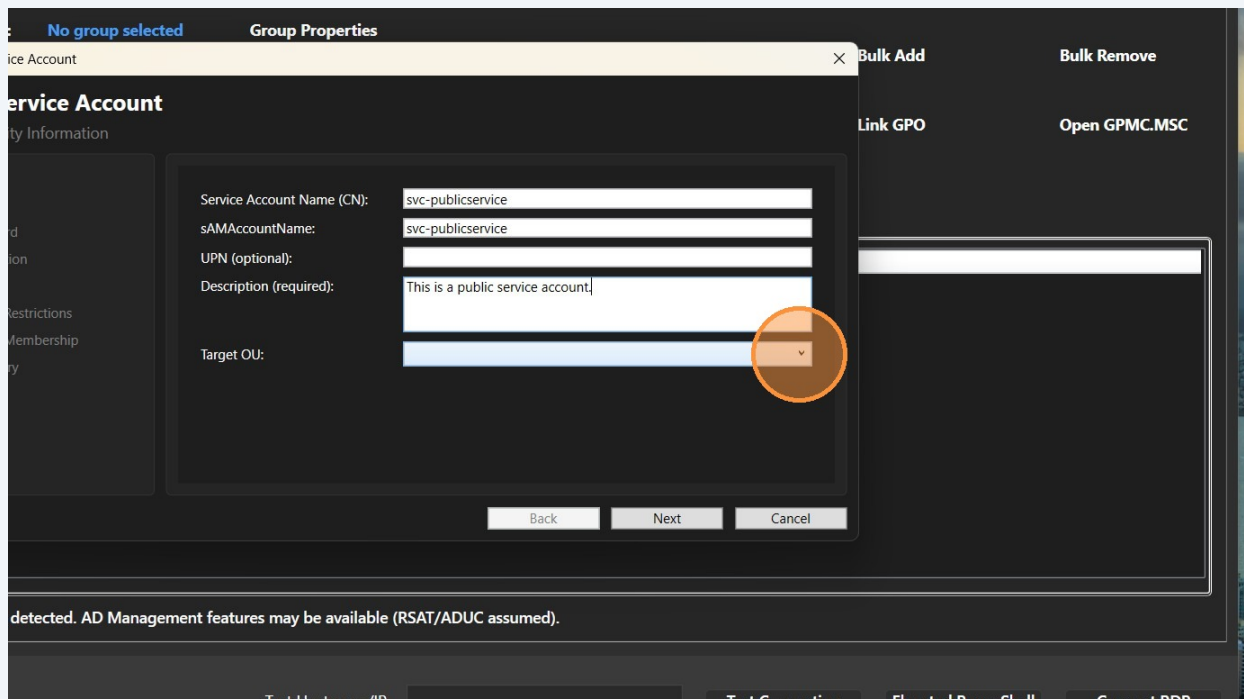 : No group selected Group Properties
ice Account
Bulk Add Bulk Remove
ervice Account
ity Information
Link GPO Open GPMC.MSC
Service Account Name (CN): svc-publicservice
rd sAMAccountName: svc-publicservice
ion UPN (optional):
Description (required): This is a public service account.
Restrictions
Membership
Target OU:
ry
Back Next Cancel
detected. AD Management features may be available (RSAT/ADUC assumed).